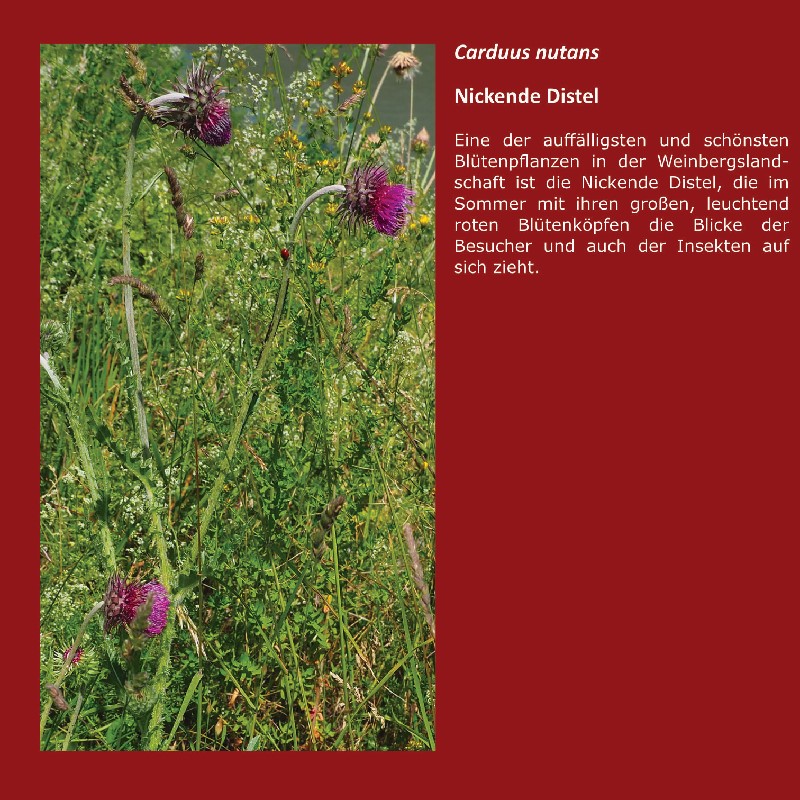 Carduus nutans
Nickende Distel
Eine der auffälligsten und schönsten
Blütenpflanzen in der Weinbergsland-
schaft ist die Nickende Distel, die im
Sommer mit ihren großen, leuchtend
roten Blütenköpfen die Blicke der
Besucher und auch der Insekten auf
sich zieht.